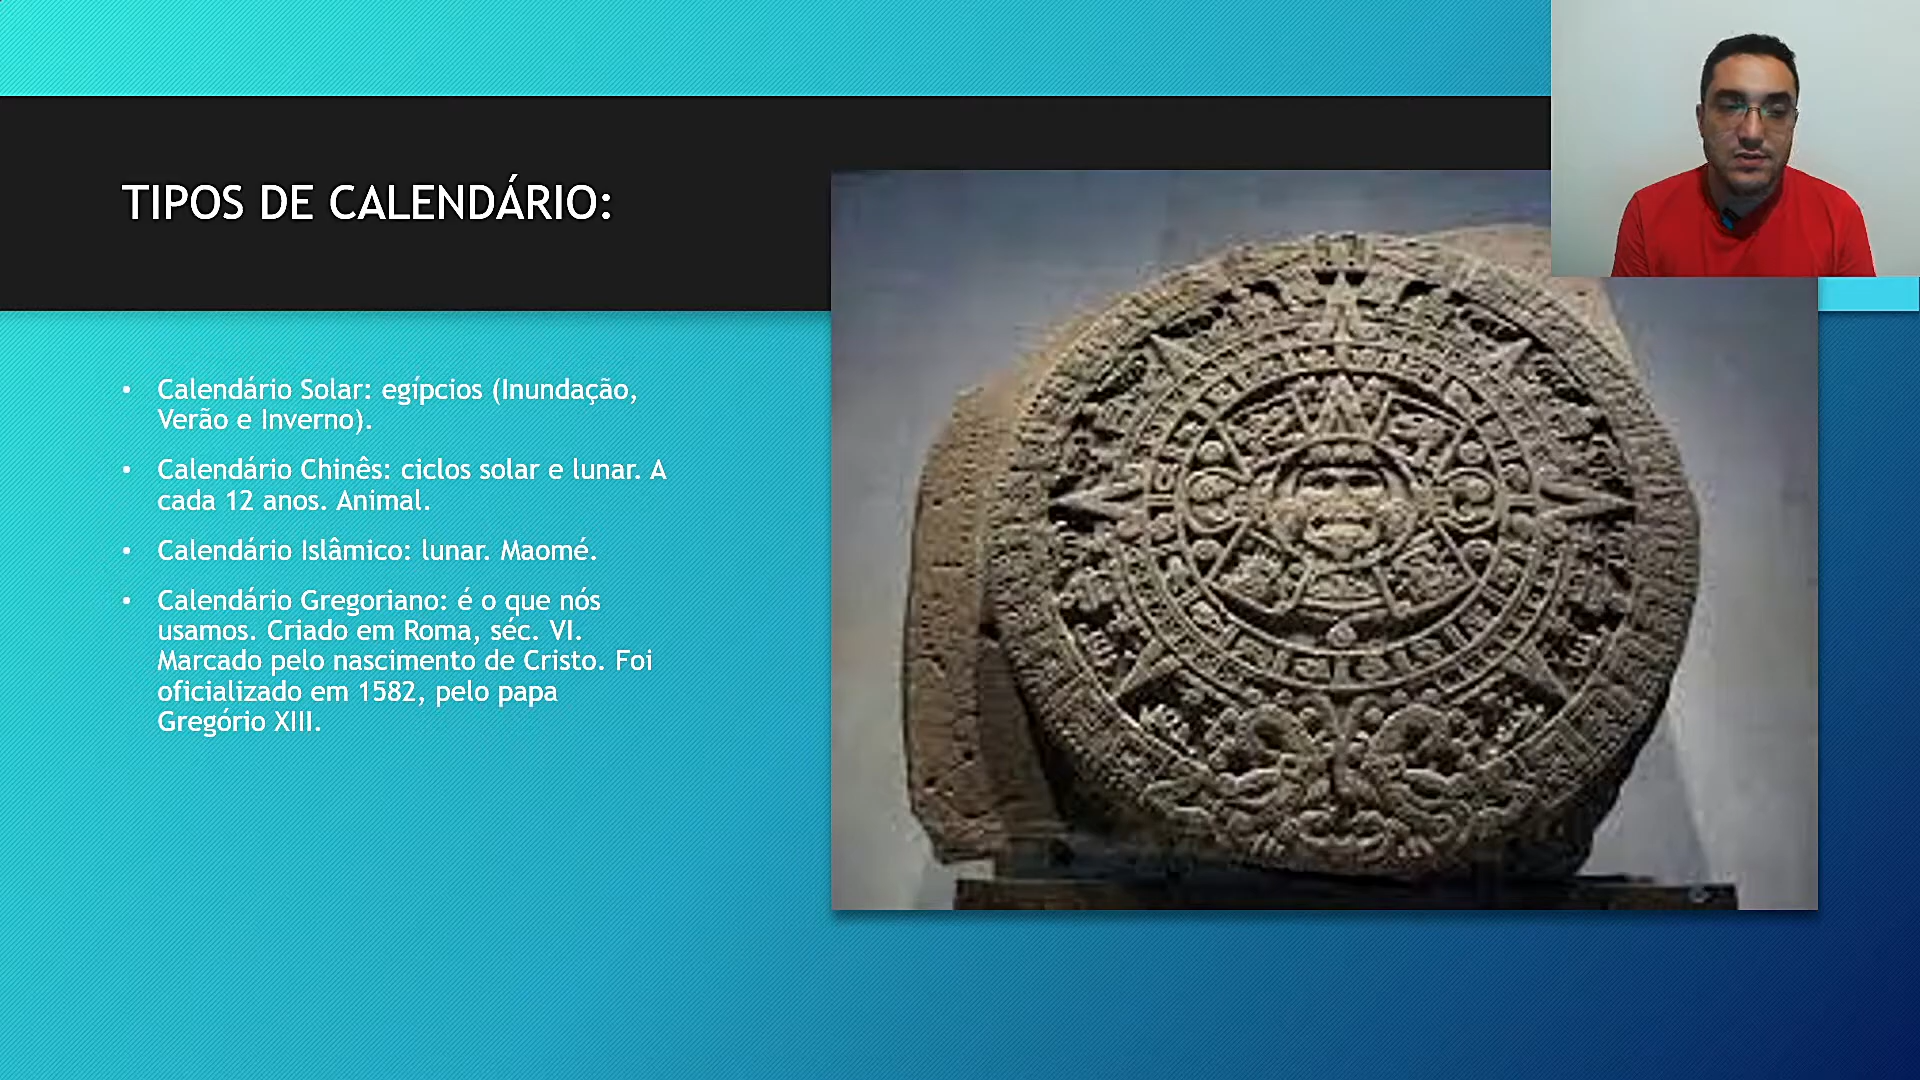 TIPOS DE CALENDÁRIO:
• Calendário Solar: egípcios (Inundação,
Verão e Inverno).
• Calendário Chinês: ciclos solar e lunar. A
cada 12 anos. Animal.
• Calendário Islâmico: lunar. Maomé.
• Calendário Gregoriano: é o que nós
usamos. Criado em Roma, séc. VI.
Marcado pelo nascimento de Cristo. Foi
oficializado em 1582, pelo papa
Gregório XIII.